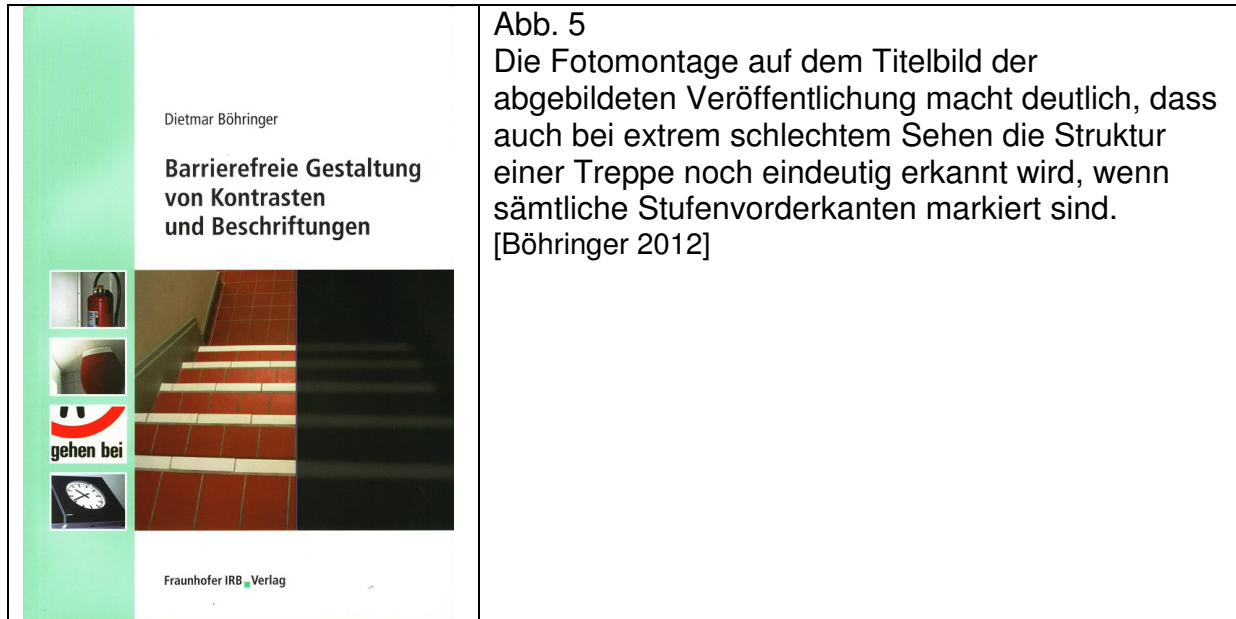 Dietmar Böhringer
Barrierefreie Gestaltung
von Kontrasten
und Beschriftungen
gehen bei
Fraunhofer IRB Verlag
Abb. 5
Die Fotomontage auf dem Titelbild der
abgebildeten Veröffentlichung macht deutlich, dass
auch bei extrem schlechtem Sehen die Struktur
einer Treppe noch eindeutig erkannt wird, wenn
sämtliche Stufenvorderkanten markiert sind.
[Böhringer 2012]